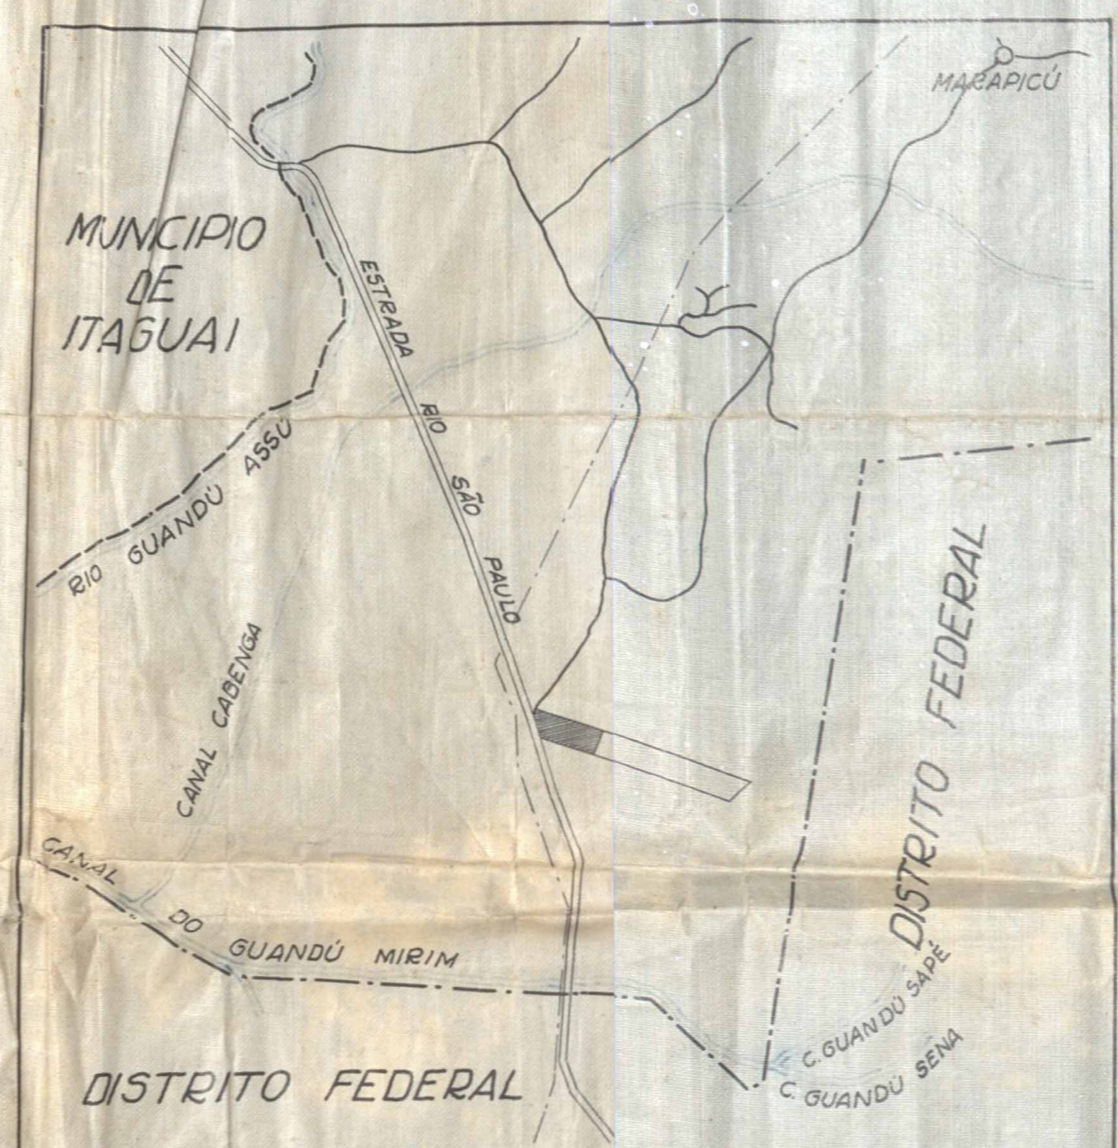 MARAPICÚ
MUNICIPIO
DE
ITAGUAI
ESTRADA RIO SÃO PAULO
RIO GUANDÚ ASSÚ
CANAL CABENGA
DISTRITO FEDERAL
CANAL DO GUANDÚ MIRIM
C. GUANDÚ SAPÉ
C. GUANDÚ SENA
DISTRITO FEDERAL